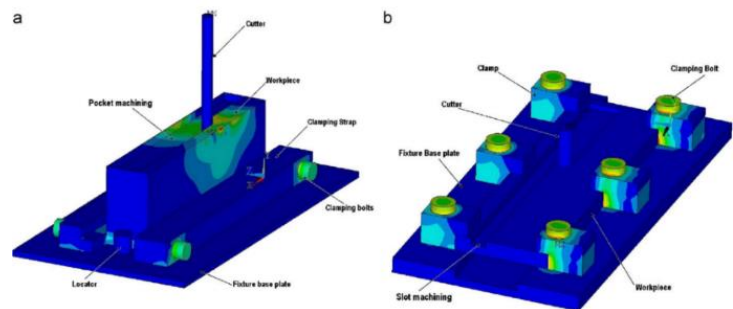 a
Cutter
Workpiece
Pocket machining
Clamping Strap
Clamping bolts
Locator
Fixture base plate
b
Clamp
Clamping Bolt
Cutter
Fixture Base plate
Slot machining
Workpiece